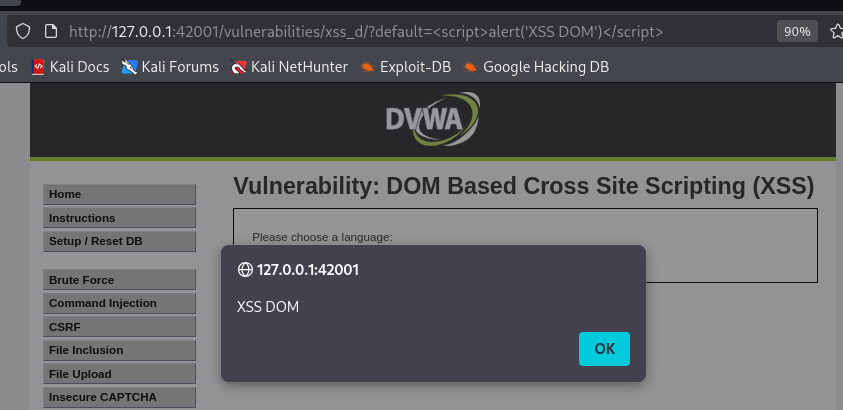 http://127.0.0.1:42001/vulnerabilities/xss_d/?default=<script>alert('XSS DOM')</script>
90%
ols Kali Docs Kali Forums Kali NetHunter Exploit-DB Google Hacking DB
DVWA
Home
Instructions
Setup / Reset DB
Brute Force
Command Injection
CSRF
File Inclusion
File Upload
Insecure CAPTCHA
Vulnerability: DOM Based Cross Site Scripting (XSS)
Please choose a language:
127.0.0.1:42001
XSS DOM
OK